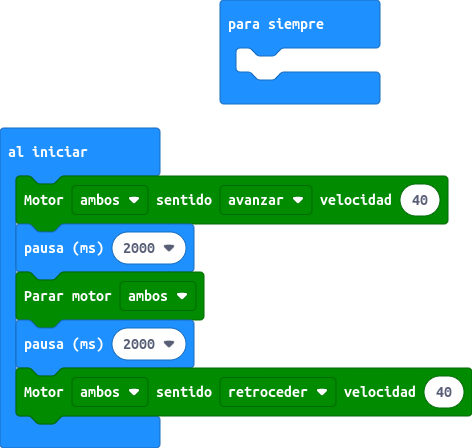 para siempre
al iniciar
Motor ambos sentido avanzar velocidad 40
pausa (ms) 2000
Parar motor ambos
pausa (ms) 2000
Motor ambos sentido retroceder velocidad 40